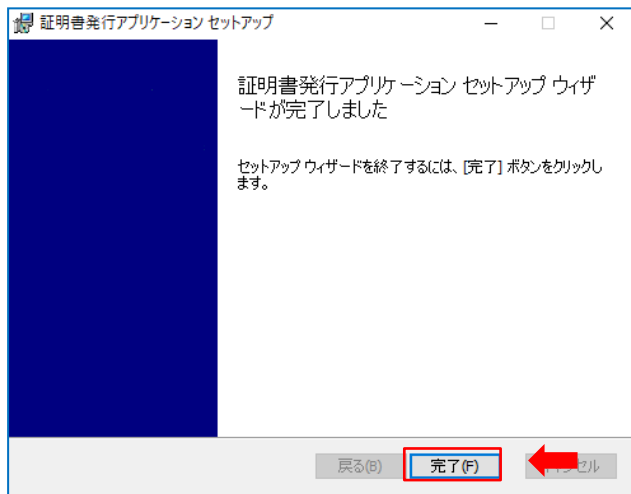 証明書発行アプリケーション セットアップ
証明書発行アプリケーション セットアップ ウィザ
ードが完了しました
セットアップ ウィザードを終了するには、[完了] ボタンをクリックし
ます。
戻る(B) 完了(F)